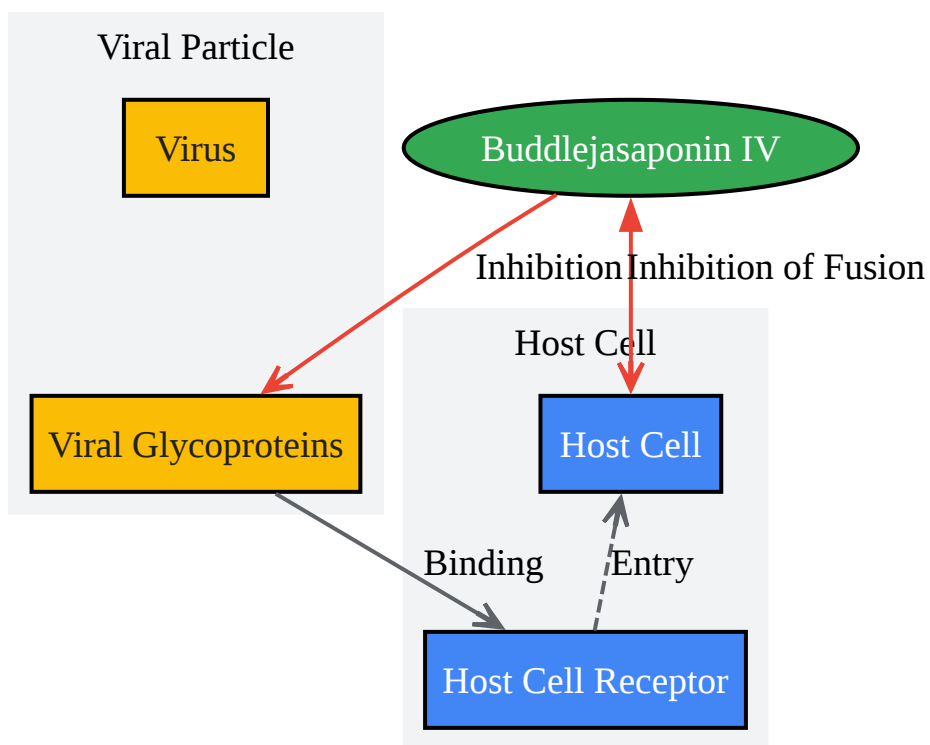 Viral Particle
Virus
Buddlejasaponin IV
Inhibition
Inhibition of Fusion
Host Cell
Viral Glycoproteins
Host Cell
Binding
Entry
Host Cell Receptor